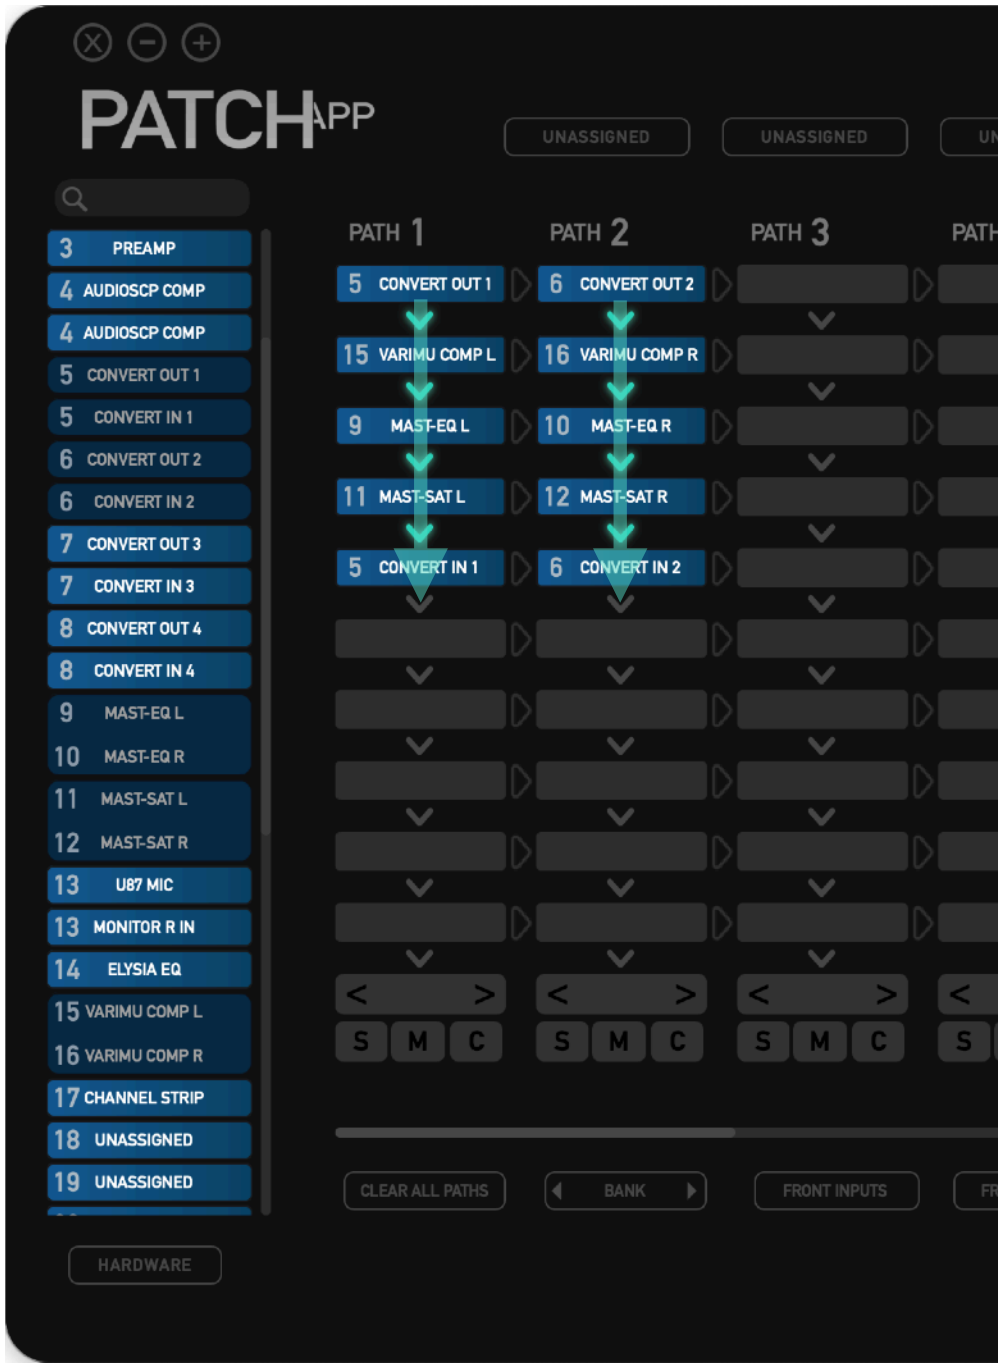 X − +
PATCHAPP
UNASSIGNED
UNASSIGNED
UN
3 PREAMP
4 AUDIOSCP COMP
4 AUDIOSCP COMP
5 CONVERT OUT 1
5 CONVERT IN 1
6 CONVERT OUT 2
6 CONVERT IN 2
7 CONVERT OUT 3
7 CONVERT IN 3
8 CONVERT OUT 4
8 CONVERT IN 4
9 MAST-EQ L
10 MAST-EQ R
11 MAST-SAT L
12 MAST-SAT R
13 U87 MIC
13 MONITOR R IN
14 ELYSIA EQ
15 VARIMU COMP L
16 VARIMU COMP R
17 CHANNEL STRIP
18 UNASSIGNED
19 UNASSIGNED
HARDWARE
PATH 1
5 CONVERT OUT 1
15 VARIMU COMP L
9 MAST-EQ L
11 MAST-SAT L
5 CONVERT IN 1
< >
S M C
PATH 2
6 CONVERT OUT 2
16 VARIMU COMP R
10 MAST-EQ R
12 MAST-SAT R
6 CONVERT IN 2
< >
S M C
PATH 3
< >
S M C
PATH
<
S
CLEAR ALL PATHS
BANK
FRONT INPUTS
FR